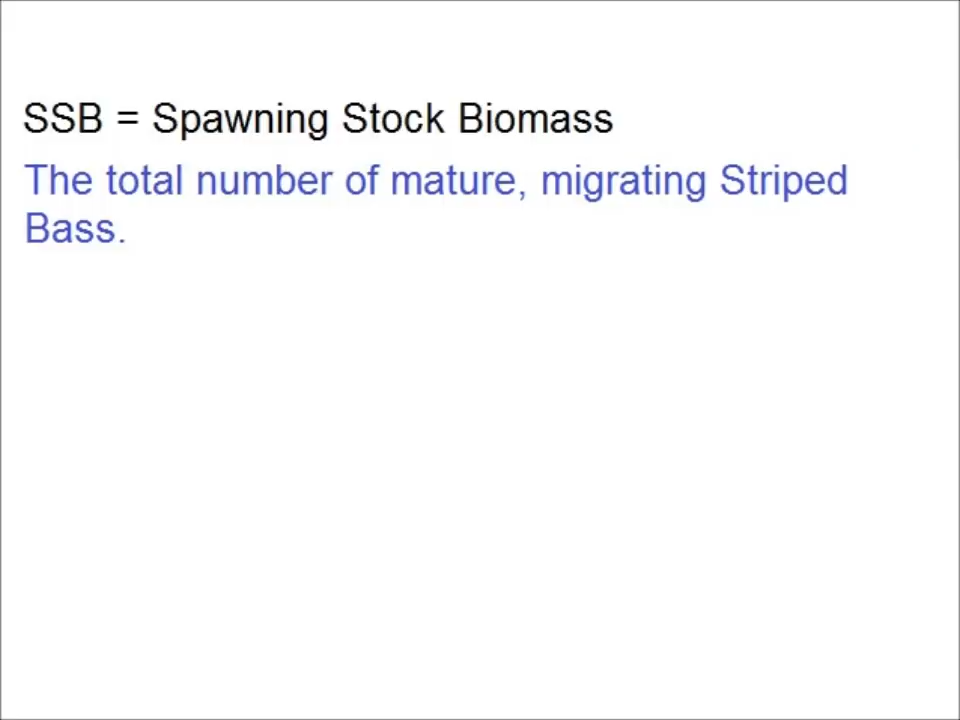 SSB = Spawning Stock Biomass
The total number of mature, migrating Striped
Bass.